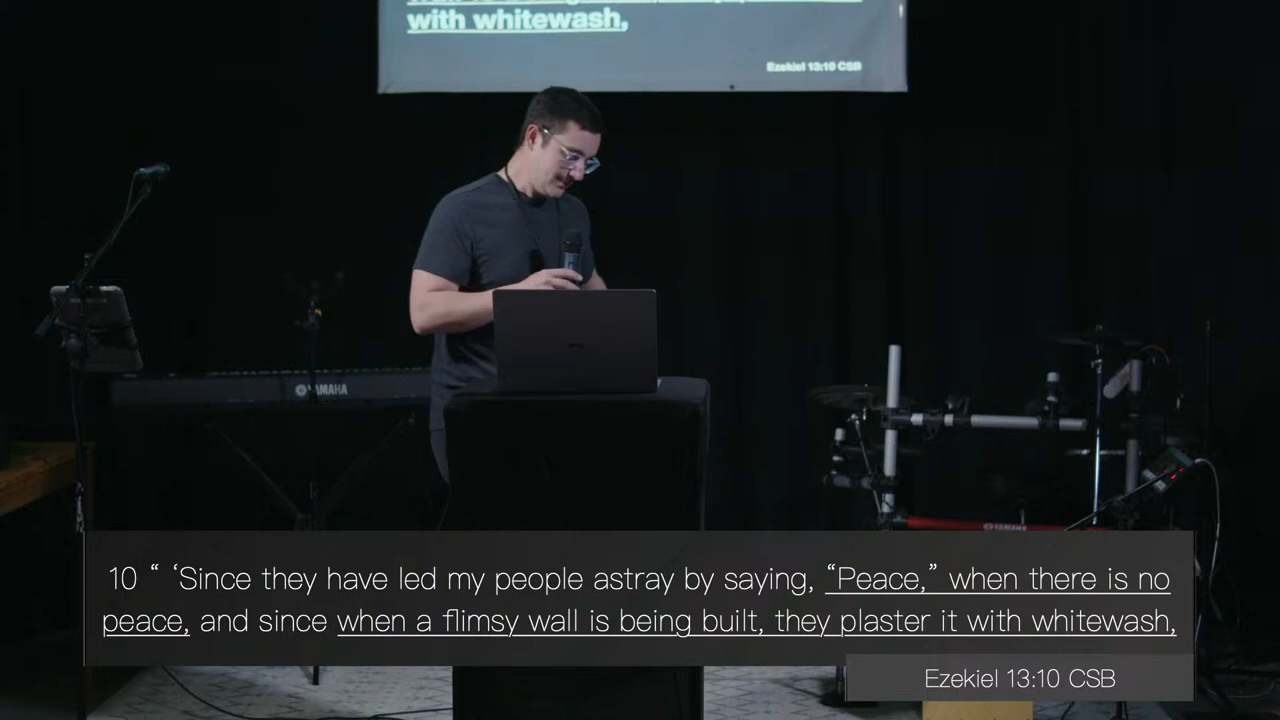 with whitewash,
Ezekiel 13:10 CSB
YAMAHA
YAMAHA
10 “ ‘Since they have led my people astray by saying, “Peace,” when there is no
peace, and since when a flimsy wall is being built, they plaster it with whitewash,
Ezekiel 13:10 CSB